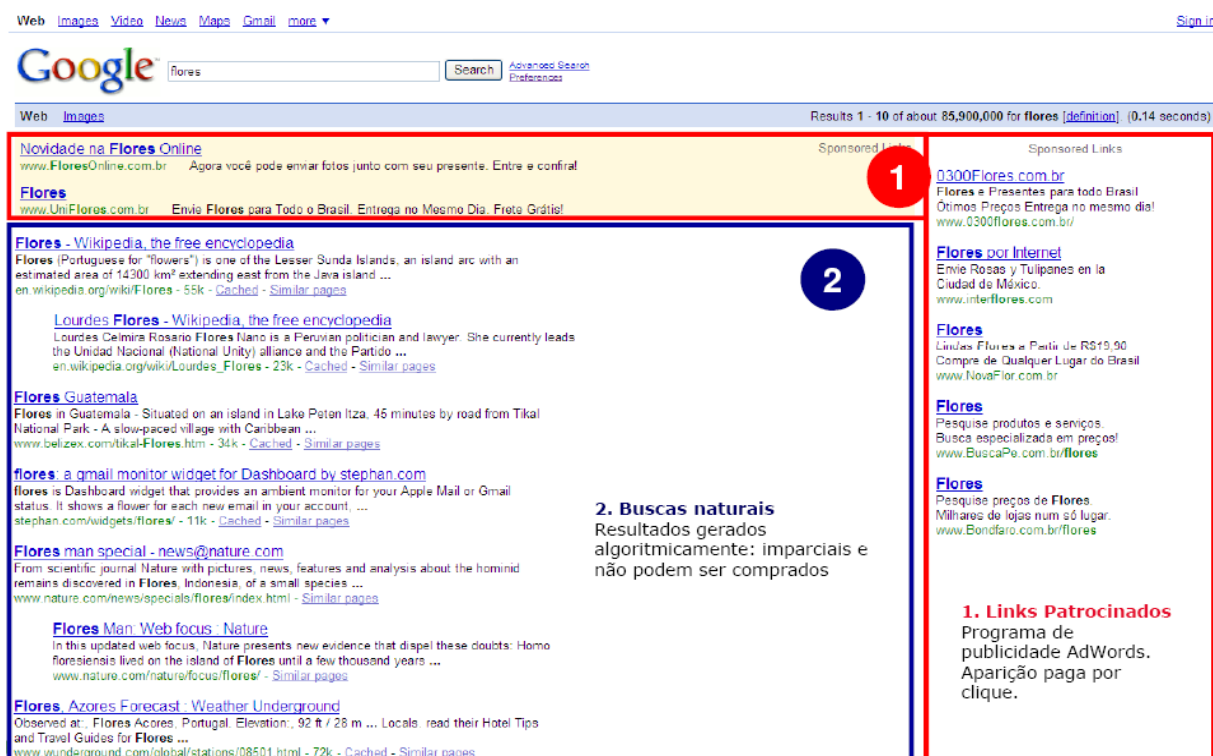 Web Images Video News Maps Gmail more ▼
Sign in
Google
flores
Search
Advanced Search
Preferences
Web Images
Results 1 - 10 of about 85,900,000 for flores [definition]. (0.14 seconds)
Novidade na Flores Online
www.FloresOnline.com.br Agora você pode enviar fotos junto com seu presente. Entre e confira!
Flores
www.UniFlores.com.br Envie Flores para Todo o Brasil. Entrega no Mesmo Dia. Frete Grátis!
Sponsored Links
1
Flores - Wikipedia, the free encyclopedia
Flores (Portuguese for "flowers") is one of the Lesser Sunda Islands, an island arc with an
estimated area of 14300 km² extending east from the Java island ...
en.wikipedia.org/wiki/Flores - 55k - Cached - Similar pages
2
Lourdes Flores - Wikipedia, the free encyclopedia
Lourdes Celmira Rosario Flores Nano is a Peruvian politician and lawyer. She currently leads
the Unidad Nacional (National Unity) alliance and the Partido ...
en.wikipedia.org/wiki/Lourdes_Flores - 23k - Cached - Similar pages
Flores Guatemala
Flores in Guatemala - Situated on an island in Lake Peten Itza, 45 minutes by road from Tikal
National Park - A slow-paced village with Caribbean ...
www.belizex.com/tikal-Flores.htm - 34k - Cached - Similar pages
flores: a gmail monitor widget for Dashboard by stephan.com
flores is Dashboard widget that provides an ambient monitor for your Apple Mail or Gmail
status. It shows a flower for each new email in your account, ...
stephan.com/widgets/flores/ - 11k - Cached - Similar pages
Flores man special - news@nature.com
From scientific journal Nature with pictures, news, features and analysis about the hominid
remains discovered in Flores, Indonesia, of a small species ...
www.nature.com/news/specials/flores/index.html - Similar pages
Flores Man: Web focus : Nature
In this updated web focus, Nature presents new evidence that dispel these doubts: Homo
floresiensis lived on the island of Flores until a few thousand years ...
www.nature.com/nature/focus/flores/ - Similar pages
Flores, Azores Forecast : Weather Underground
Observed at:, Flores Acores, Portugal. Elevation:, 92 ft / 28 m ... Locals. read their Hotel Tips
and Travel Guides for Flores ...
www.wunderground.com/global/stations/08501.html - 72k - Cached - Similar pages
2. Buscas naturais
Resultados gerados
algoritmicamente: imparciais e
não podem ser comprados
Sponsored Links
0300Flores.com.br
Flores e Presentes para todo Brasil
Ótimos Preços Entrega no mesmo dia!
www.0300flores.com.br/
Flores por Internet
Envie Rosas y Tulipanes en la
Ciudad de México.
www.interflores.com
Flores
Lindas Flores a Partir de R$19,90
Compre de Qualquer Lugar do Brasil
www.NovaFlor.com.br
Flores
Pesquise produtos e serviços.
Busca especializada em preços!
www.BuscaPe.com.br/flores
Flores
Pesquise preços de Flores.
Milhares de lojas num só lugar.
www.Bondfaro.com.br/flores
1. Links Patrocinados
Programa de
publicidade AdWords.
Aparição paga por
clique.